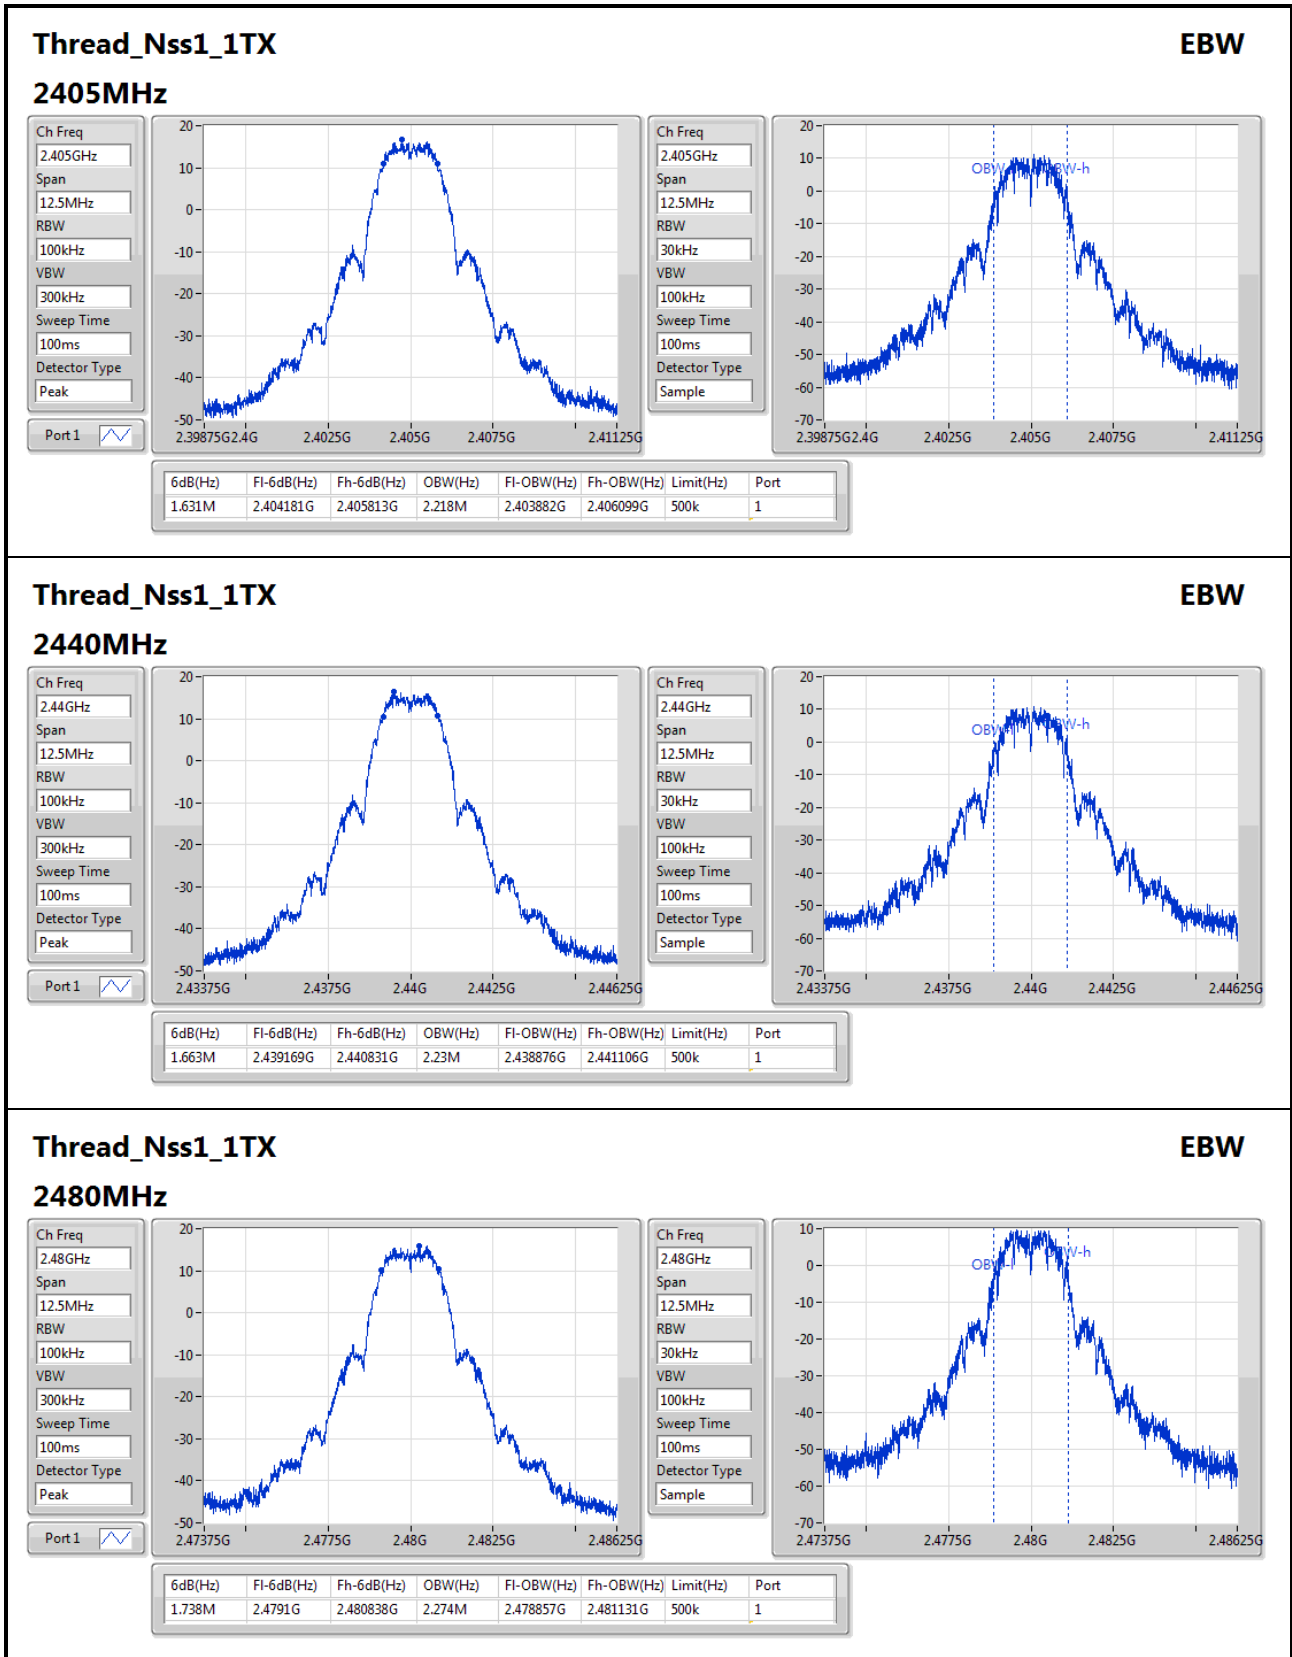 Thread_Nss1_1TX EBW
2405MHz
Ch Freq
2.405GHz
Span
12.5MHz
RBW
100kHz
VBW
300kHz
Sweep Time
100ms
Detector Type
Peak
Port 1
20
10
0
-10
-20
-30
-40
-50
2.39875G 2.4G 2.4025G 2.405G 2.4075G 2.41125G
Ch Freq
2.405GHz
Span
12.5MHz
RBW
30kHz
VBW
100kHz
Sweep Time
100ms
Detector Type
Sample
20
10
0
-10
-20
-30
-40
-50
-60
-70
2.39875G 2.4G 2.4025G 2.405G 2.4075G 2.41125G
6dB(Hz) Fl-6dB(Hz) Fh-6dB(Hz) OBW(Hz) Fl-OBW(Hz) Fh-OBW(Hz) Limit(Hz) Port
1.631M 2.404181G 2.405813G 2.218M 2.403882G 2.406099G 500k 1
Thread_Nss1_1TX EBW
2440MHz
Ch Freq
2.44GHz
Span
12.5MHz
RBW
100kHz
VBW
300kHz
Sweep Time
100ms
Detector Type
Peak
Port 1
20
10
0
-10
-20
-30
-40
-50
2.43375G 2.4375G 2.44G 2.4425G 2.44625G
Ch Freq
2.44GHz
Span
12.5MHz
RBW
30kHz
VBW
100kHz
Sweep Time
100ms
Detector Type
Sample
20
10
0
-10
-20
-30
-40
-50
-60
-70
2.43375G 2.4375G 2.44G 2.4425G 2.44625G
6dB(Hz) Fl-6dB(Hz) Fh-6dB(Hz) OBW(Hz) Fl-OBW(Hz) Fh-OBW(Hz) Limit(Hz) Port
1.663M 2.439169G 2.440831G 2.23M 2.438876G 2.441106G 500k 1
Thread_Nss1_1TX EBW
2480MHz
Ch Freq
2.48GHz
Span
12.5MHz
RBW
100kHz
VBW
300kHz
Sweep Time
100ms
Detector Type
Peak
Port 1
20
10
0
-10
-20
-30
-40
-50
2.47375G 2.4775G 2.48G 2.4825G 2.48625G
Ch Freq
2.48GHz
Span
12.5MHz
RBW
30kHz
VBW
100kHz
Sweep Time
100ms
Detector Type
Sample
10
0
-10
-20
-30
-40
-50
-60
-70
2.47375G 2.4775G 2.48G 2.4825G 2.48625G
6dB(Hz) Fl-6dB(Hz) Fh-6dB(Hz) OBW(Hz) Fl-OBW(Hz) Fh-OBW(Hz) Limit(Hz) Port
1.738M 2.4791G 2.480838G 2.274M 2.478857G 2.481131G 500k 1